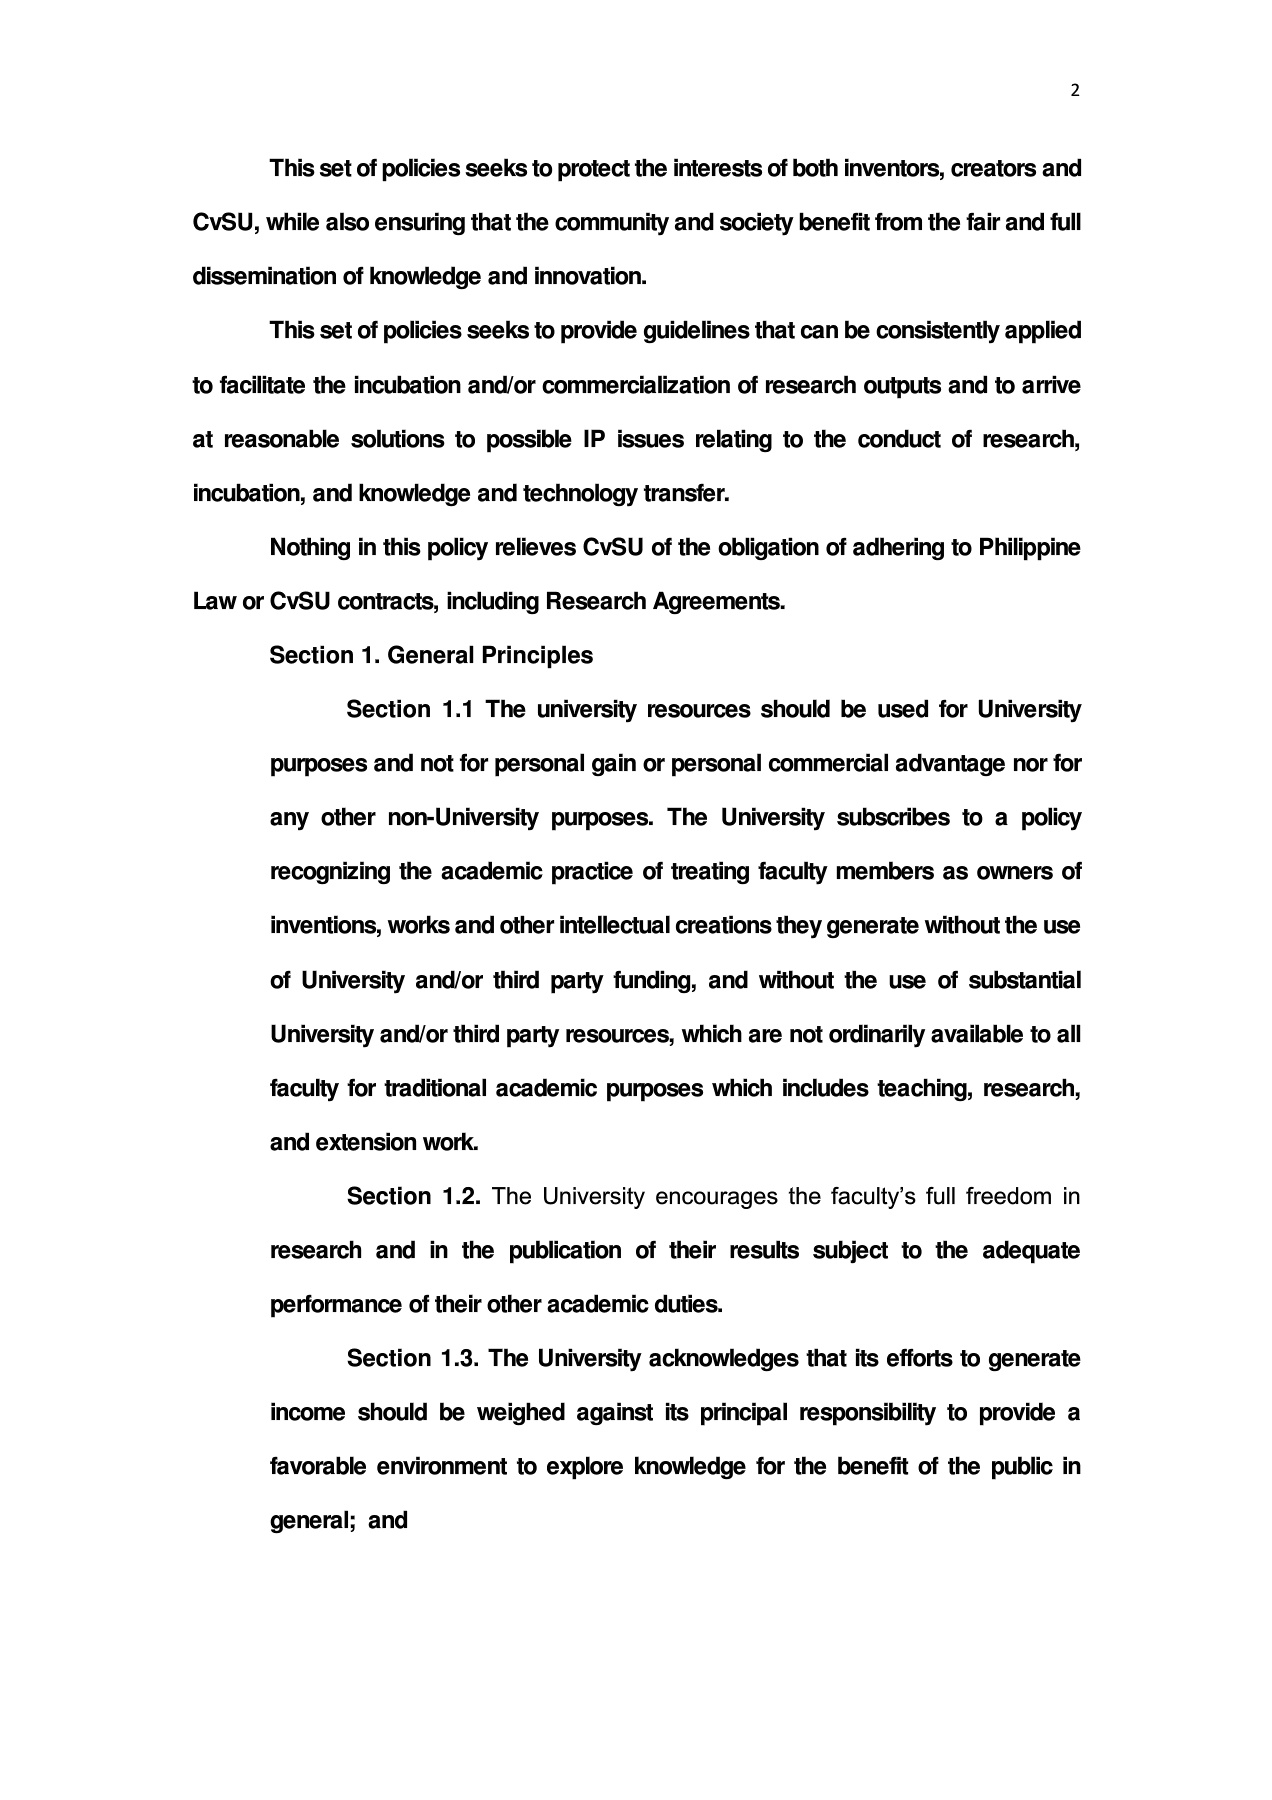 2
This set of policies seeks to protect the interests of both inventors, creators and
CvSU, while also ensuring that the community and society benefit from the fair and full
dissemination of knowledge and innovation.
This set of policies seeks to provide guidelines that can be consistently applied
to facilitate the incubation and/or commercialization of research outputs and to arrive
at reasonable solutions to possible IP issues relating to the conduct of research,
incubation, and knowledge and technology transfer.
Nothing in this policy relieves CvSU of the obligation of adhering to Philippine
Law or CvSU contracts, including Research Agreements.
Section 1. General Principles
Section 1.1 The university resources should be used for University
purposes and not for personal gain or personal commercial advantage nor for
any other non-University purposes. The University subscribes to a policy
recognizing the academic practice of treating faculty members as owners of
inventions, works and other intellectual creations they generate without the use
of University and/or third party funding, and without the use of substantial
University and/or third party resources, which are not ordinarily available to all
faculty for traditional academic purposes which includes teaching, research,
and extension work.
Section 1.2. The University encourages the faculty’s full freedom in
research and in the publication of their results subject to the adequate
performance of their other academic duties.
Section 1.3. The University acknowledges that its efforts to generate
income should be weighed against its principal responsibility to provide a
favorable environment to explore knowledge for the benefit of the public in
general; and